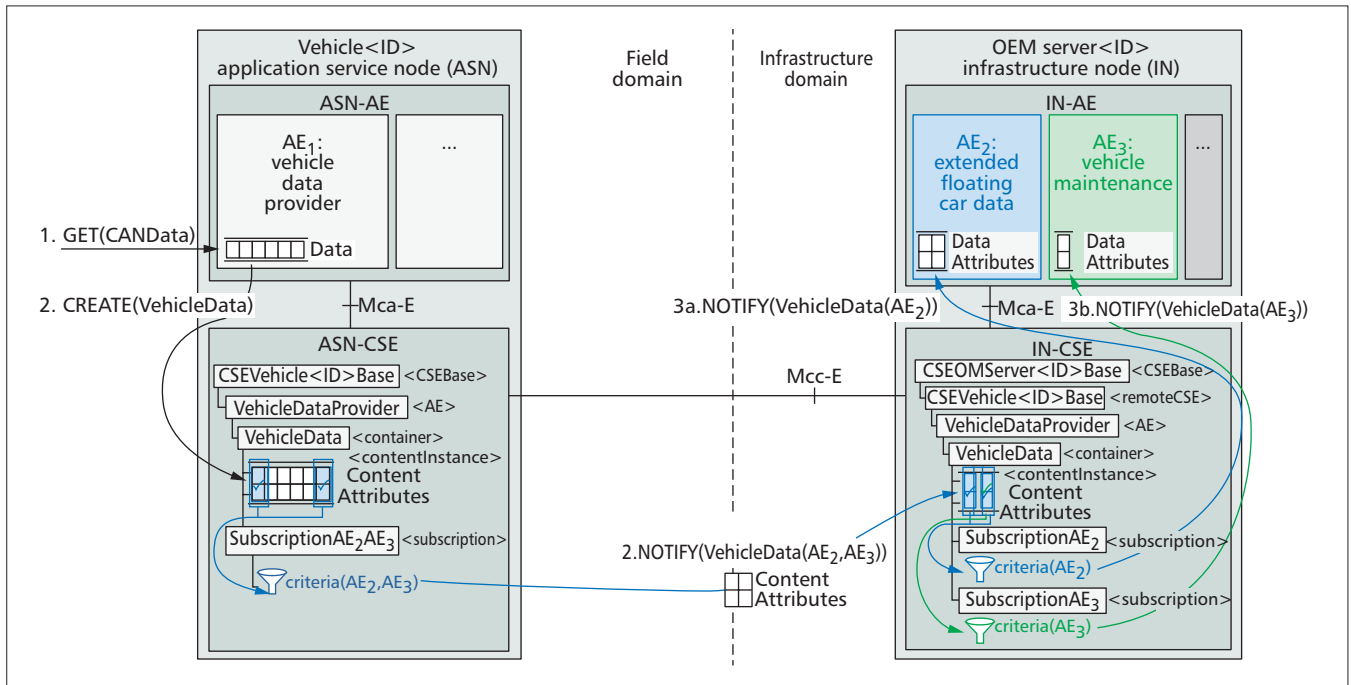 Vehicle<ID>
application service node (ASN)
ASN-AE
AE1:
vehicle
data
provider
...
1. GET(CANData)
Data
2. CREATE(VehicleData)
Mca-E
ASN-CSE
CSEVehicle<ID>Base <CSEBase>
VehicleDataProvider <AE>
VehicleData <container>
<contentInstance>
Content
Attributes
SubscriptionAE2AE3 <subscription>
criteria(AE2,AE3)
Field
domain
Infrastructure
domain
Mcc-E
2.NOTIFY(VehicleData(AE2,AE3))
Content
Attributes
OEM server<ID>
infrastructure node (IN)
IN-AE
AE2:
extended
floating
car data
Data
Attributes
AE3:
vehicle
maintenance
Data
Attributes
...
3a.NOTIFY(VehicleData(AE2))
Mca-E
3b.NOTIFY(VehicleData(AE3))
IN-CSE
CSEOMServer<ID>Base <CSEBase>
CSEVehicle<ID>Base <remoteCSE>
VehicleDataProvider <AE>
VehicleData <container>
<contentInstance>
Content
Attributes
SubscriptionAE2 <subscription>
criteria(AE2)
SubscriptionAE3 <subscription>
criteria(AE3)